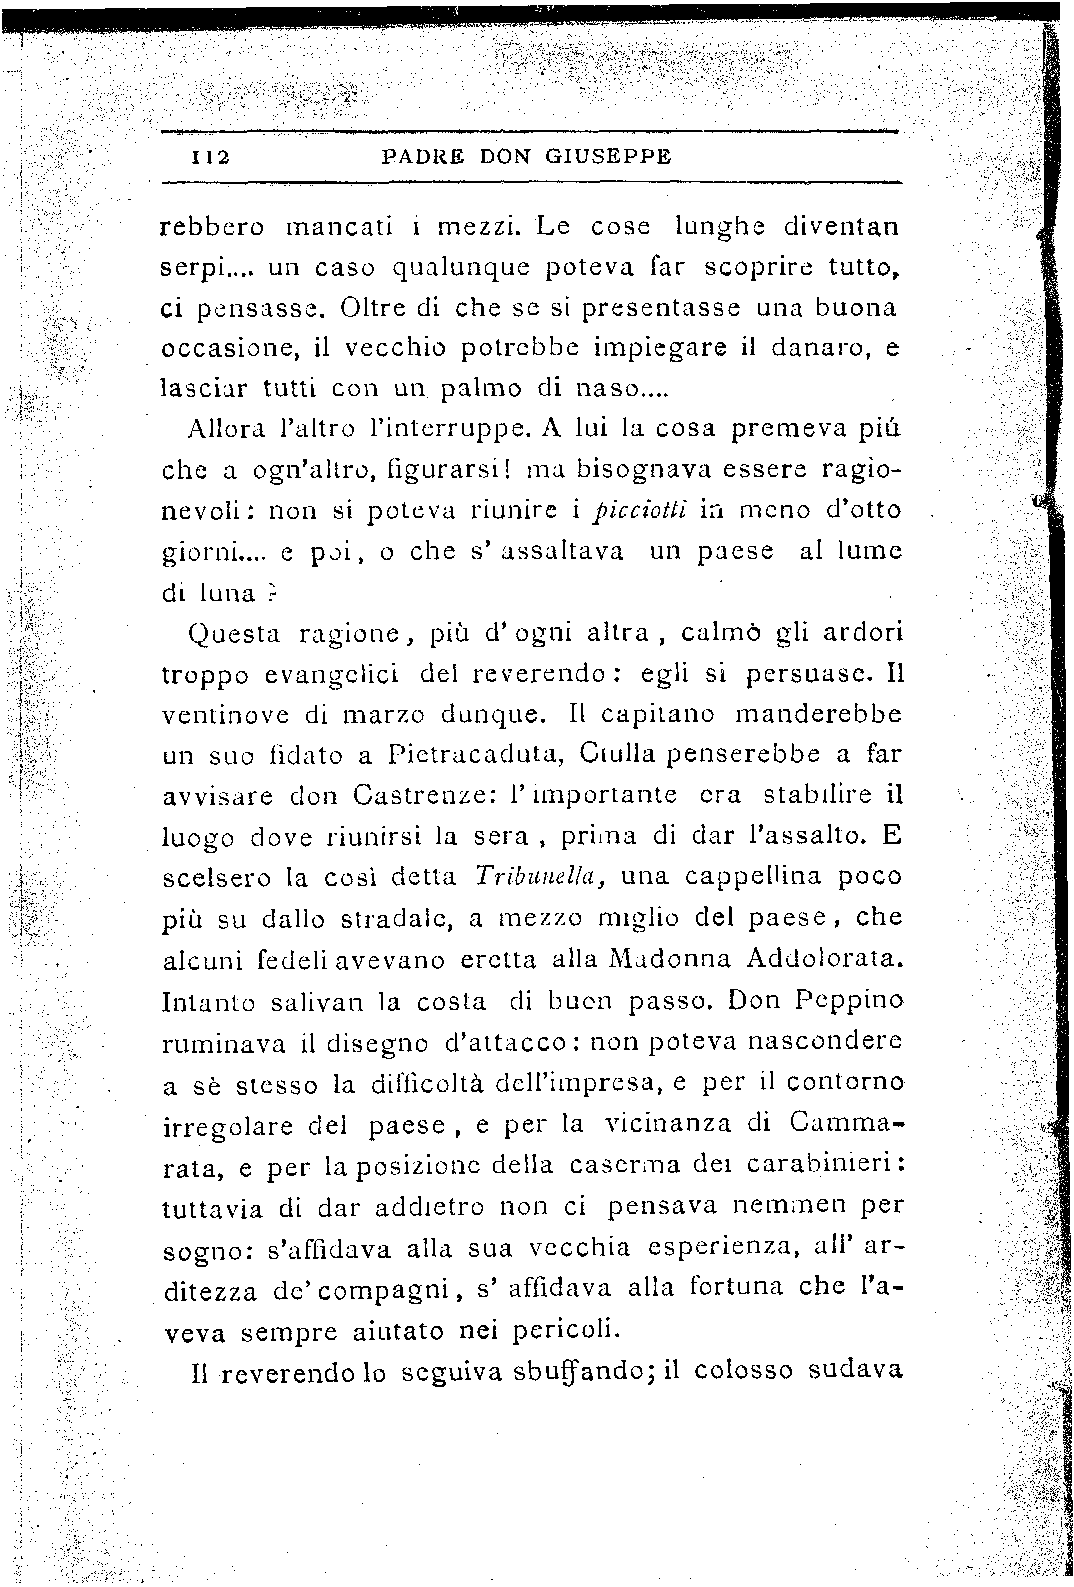 112 PADRE DON GIUSEPPE
rebbero mancati i mezzi. Le cose lunghe diventan
serpi.... un caso qualunque poteva far scoprire tutto,
ci pensasse. Oltre di che se si presentasse una buona
occasione, il vecchio potrebbe impiegare il danaro, e
lasciar tutti con un palmo di naso....
Allora l'altro l'interruppe. A lui la cosa premeva più
che a ogn'altro, figurarsi! ma bisognava essere ragio-
nevoli: non si poteva riunire i picciotti in meno d'otto
giorni.... e poi, o che s' assaltava un paese al lume
di luna ?
Questa ragione, più d' ogni altra, calmò gli ardori
troppo evangelici del reverendo: egli si persuase. Il
ventinove di marzo dunque. Il capitano manderebbe
un suo fidato a Pietracaduta, Ciulla penserebbe a far
avvisare don Castrenze: l' importante era stabilire il
luogo dove riunirsi la sera, prima di dar l'assalto. E
scelsero la così detta Tribunella, una cappellina poco
più su dallo stradale, a mezzo miglio del paese, che
alcuni fedeli avevano eretta alla Madonna Addolorata.
Intanto salivan la costa di buon passo. Don Peppino
ruminava il disegno d'attacco: non poteva nascondere
a sè stesso la difficoltà dell'impresa, e per il contorno
irregolare del paese, e per la vicinanza di Camma-
rata, e per la posizione della caserma dei carabinieri:
tuttavia di dar addietro non ci pensava nemmen per
sogno: s'affidava alla sua vecchia esperienza, all' ar-
ditezza de' compagni, s' affidava alla fortuna che l'a-
veva sempre aiutato nei pericoli.
Il reverendo lo seguiva sbuffando; il colosso sudava